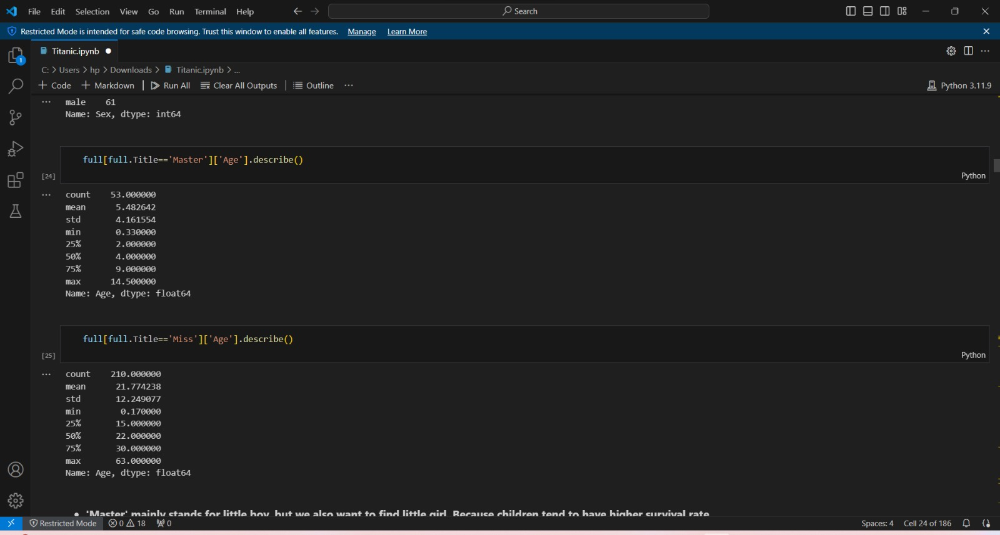 File Edit Selection View Go Run Terminal Help Search
Restricted Mode is intended for safe code browsing. Trust this window to enable all features. Manage Learn More
1
Titanic.ipynb
C: > Users > hp > Downloads > Titanic.ipynb > ...
+ Code + Markdown | Run All Clear All Outputs | Outline ... Python 3.11.9
... male 61
Name: Sex, dtype: int64
full[full.Title=='Master']['Age'].describe()
[24] Python
... count 53.000000
mean 5.482642
std 4.161554
min 0.330000
25% 2.000000
50% 4.000000
75% 9.000000
max 14.500000
Name: Age, dtype: float64
full[full.Title=='Miss']['Age'].describe()
[25] Python
... count 210.000000
mean 21.774238
std 12.249077
min 0.170000
25% 15.000000
50% 22.000000
75% 30.000000
max 63.000000
Name: Age, dtype: float64
• 'Master' mainly stands for little boy, but we also want to find little girl. Because children tend to have higher survival rate
Restricted Mode 0 18 0 Spaces: 4 Cell 24 of 186